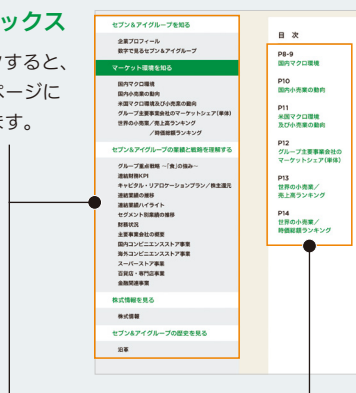 ックス
クすると、
ページに
ます。
セブン＆アイグループを知る
企業プロフィール
数字で見るセブン＆アイグループ
マーケット環境を知る
国内マクロ環境
国内小売業の動向
米国マクロ環境及び小売業の動向
グループ主要事業会社のマーケットシェア(単体)
世界の小売業／売上高ランキング
／時価総額ランキング
セブン＆アイグループの業績と戦略を理解する
グループ重点戦略 ー「食」の強みー
連結財務KPI
キャピタル・リアロケーションプラン／株主還元
連結業績の推移
連結業績ハイライト
セグメント別業績の推移
財務状況
主要事業会社の概要
国内コンビニエンスストア事業
海外コンビニエンスストア事業
スーパーストア事業
百貨店・専門店事業
金融関連事業
株式情報を見る
株式情報
セブン＆アイグループの歴史を見る
沿革
目 次
P8-9
国内マクロ環境
P10
国内小売業の動向
P11
米国マクロ環境
及び小売業の動向
P12
グループ主要事業会社の
マーケットシェア(単体)
P13
世界の小売業／
売上高ランキング
P14
世界の小売業／
時価総額ランキング